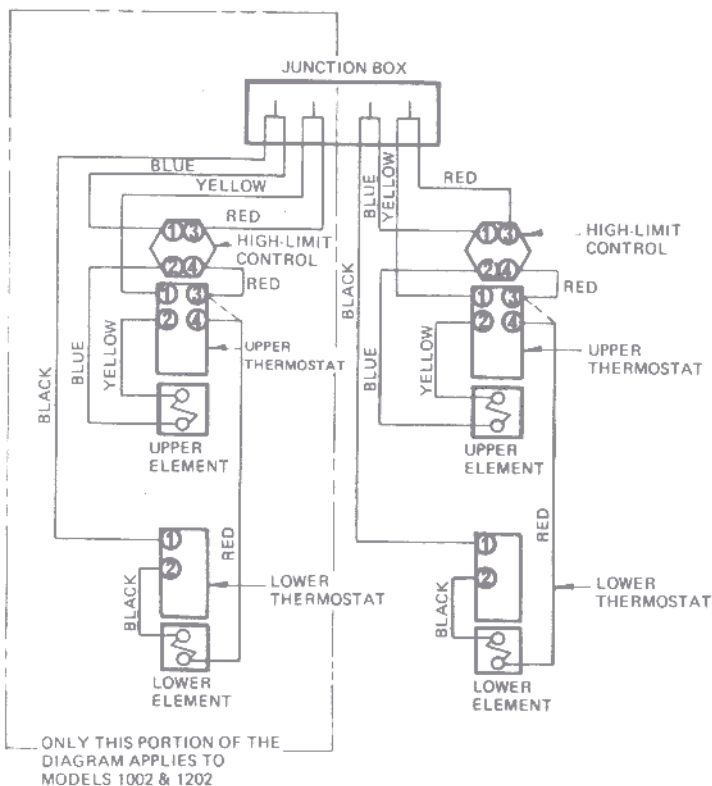 JUNCTION BOX
BLUE
YELLOW
RED
BLUE
YELLOW
RED
1 3
HIGH-LIMIT
CONTROL
2 4
RED
1 3
2 4
UPPER
THERMOSTAT
BLACK
BLUE
YELLOW
UPPER
ELEMENT
RED
1
2
LOWER
THERMOSTAT
BLACK
LOWER
ELEMENT
1 3
HIGH-LIMIT
CONTROL
2 4
RED
1 3
2 4
UPPER
THERMOSTAT
BLACK
BLUE
YELLOW
UPPER
ELEMENT
RED
1
2
LOWER
THERMOSTAT
BLACK
LOWER
ELEMENT
ONLY THIS PORTION OF THE
DIAGRAM APPLIES TO
MODELS 1002 & 1202